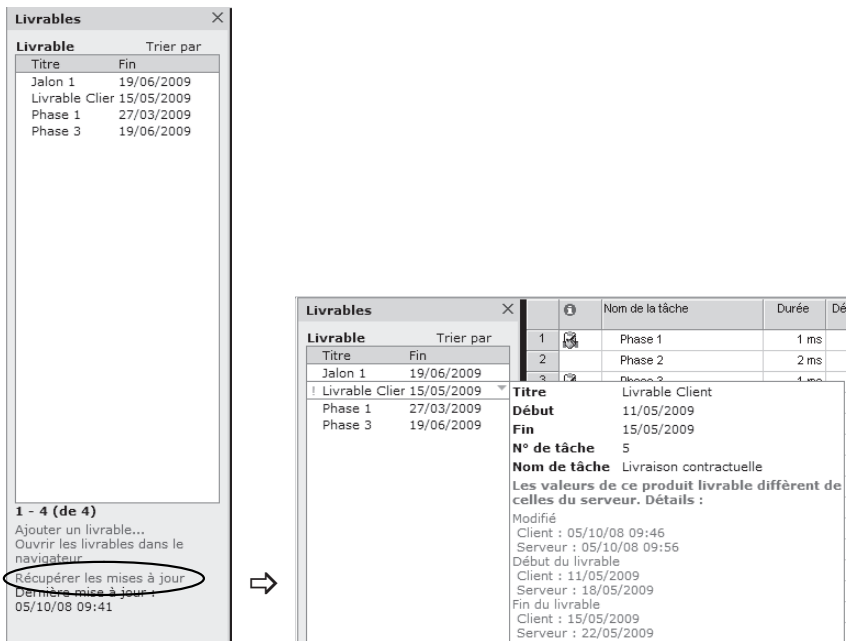 Livrables
Livrable Trier par
Titre Fin
Jalon 1 19/06/2009
Livrable Clier 15/05/2009
Phase 1 27/03/2009
Phase 3 19/06/2009
1 - 4 (de 4)
Ajouter un livrable...
Ouvrir les livrables dans le
navigateur
Récupérer les mises à jour
Dernière mise à jour :
05/10/08 09:41
Livrables
Livrable Trier par
Titre Fin
Jalon 1 19/06/2009
! Livrable Clier 15/05/2009
Phase 1 27/03/2009
Phase 3 19/06/2009
Nom de la tâche Durée Dé
1 Phase 1 1 ms
2 Phase 2 2 ms
3 Phase 3 1 ms
Titre Livrable Client
Début 11/05/2009
Fin 15/05/2009
N° de tâche 5
Nom de tâche Livraison contractuelle
Les valeurs de ce produit livrable diffèrent de
celles du serveur. Détails :
Modifié
Client : 05/10/08 09:46
Serveur : 05/10/08 09:56
Début du livrable
Client : 11/05/2009
Serveur : 18/05/2009
Fin du livrable
Client : 15/05/2009
Serveur : 22/05/2009